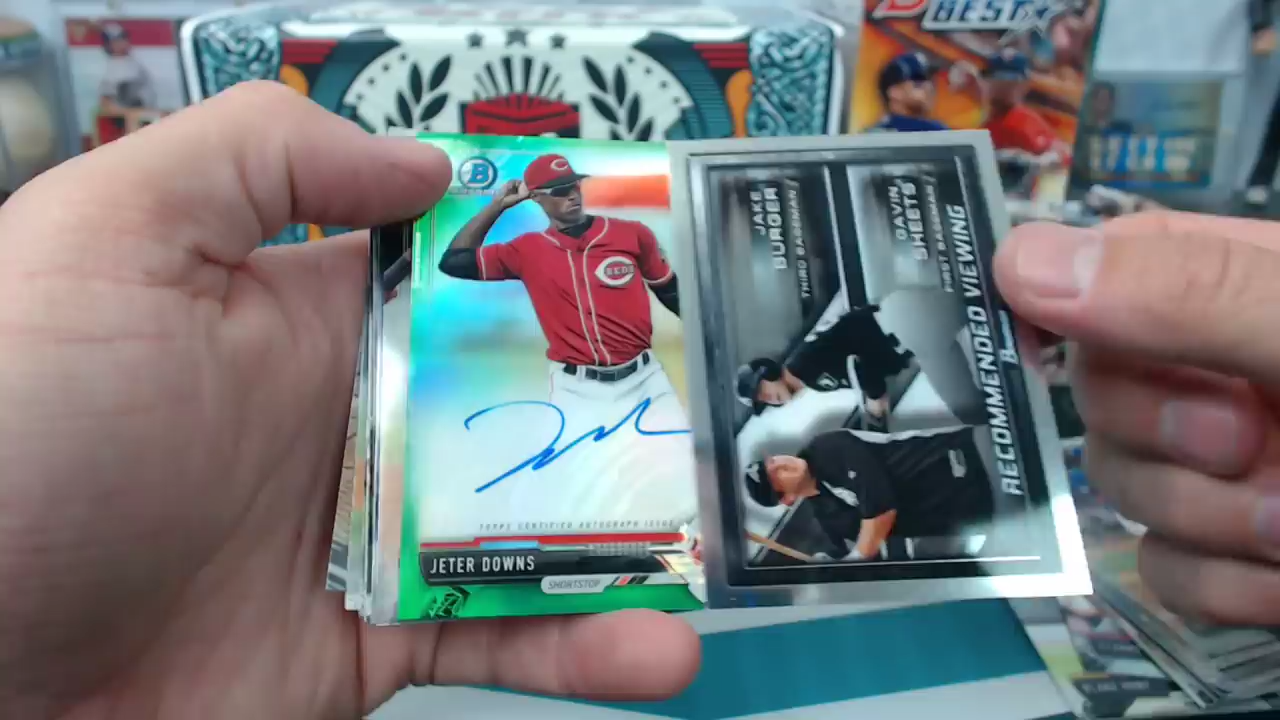 BEST
B
REDS
TOPPS CERTIFIED AUTOGRAPH ISSUE
JETER DOWNS
SHORTSTOP
JAKE
BURGER
THIRD BASEMAN
GAVIN
SHEETS
FIRST BASEMAN
RECOMMENDED VIEWING
Bowman